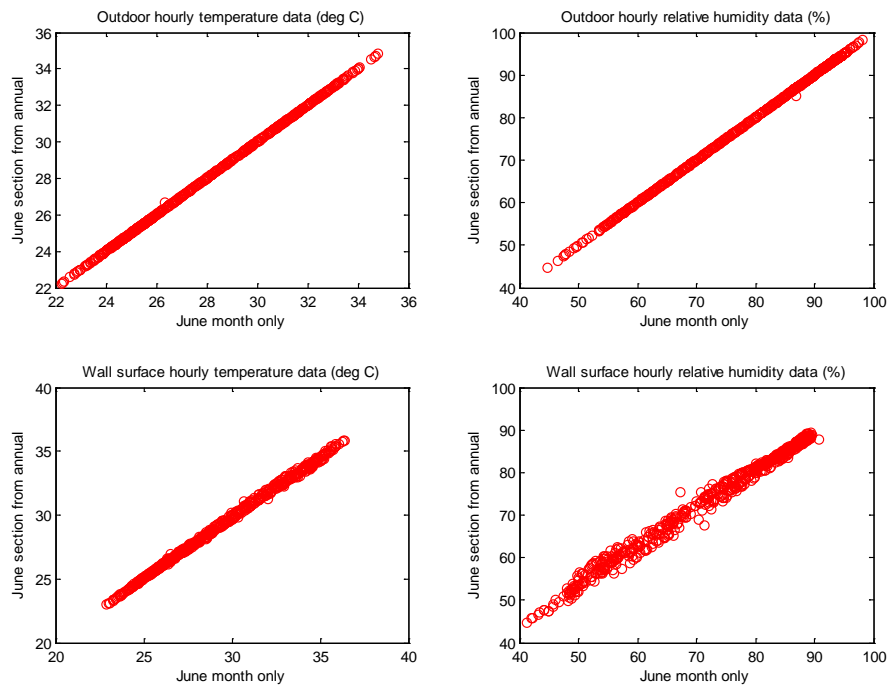 Outdoor hourly temperature data (deg C)
36
34
32
30
28
26
24
22
22 24 26 28 30 32 34 36
June section from annual
June month only
Outdoor hourly relative humidity data (%)
100
90
80
70
60
50
40
40 50 60 70 80 90 100
June section from annual
June month only
Wall surface hourly temperature data (deg C)
40
35
30
25
20
20 25 30 35 40
June section from annual
June month only
Wall surface hourly relative humidity data (%)
100
90
80
70
60
50
40
40 50 60 70 80 90 100
June section from annual
June month only